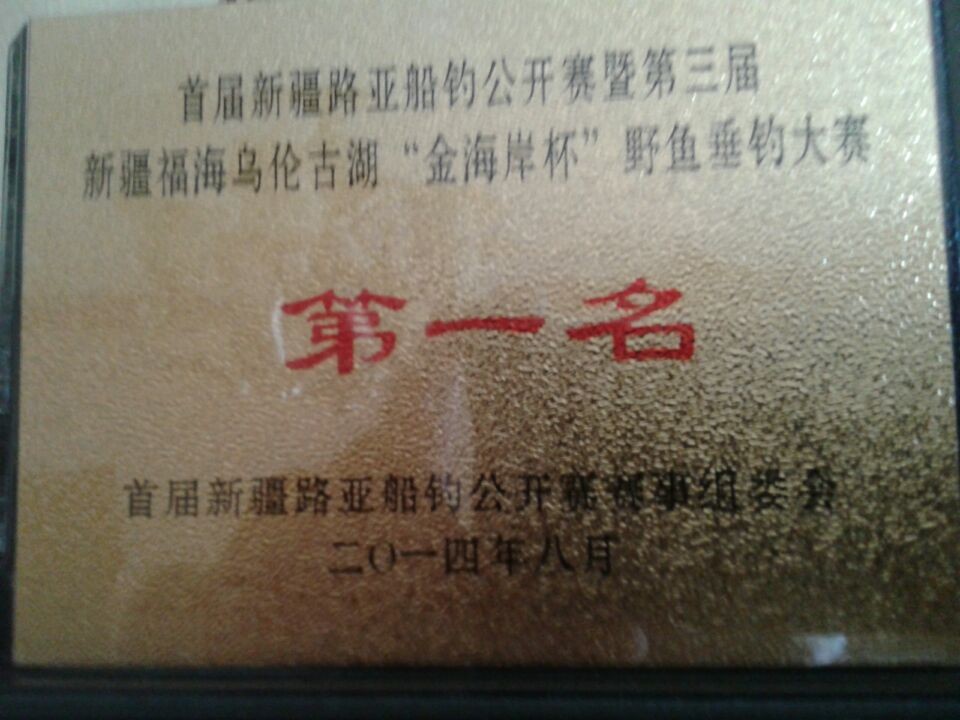 首届新疆路亚船钓公开赛暨第三届
新疆福海乌伦古湖“金海岸杯”野鱼垂钓大赛
第一名
首届新疆路亚船钓公开赛赛事组委会
二〇一四年八月